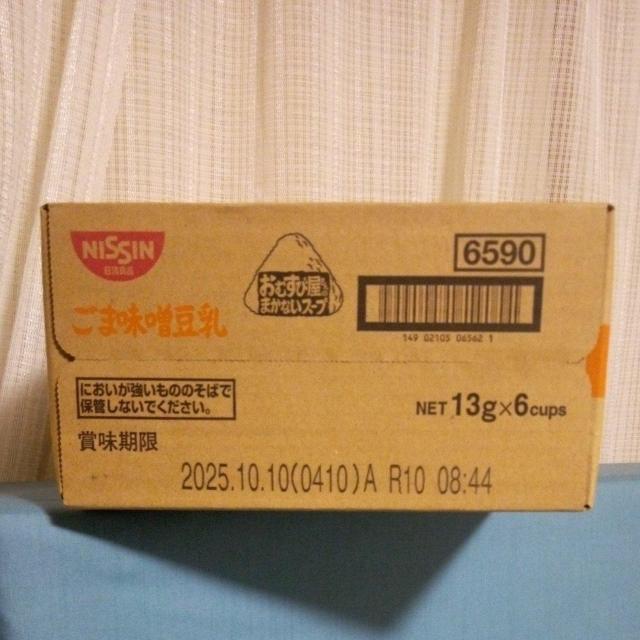 NISSIN
日清食品
おむすび屋さんの
まかないスープ
6590
ごま味噌豆乳
149 02105 06562 1
においが強いもののそばで
保管しないでください。
NET 13g×6cups
賞味期限
2025.10.10(0410)A R10 08:44